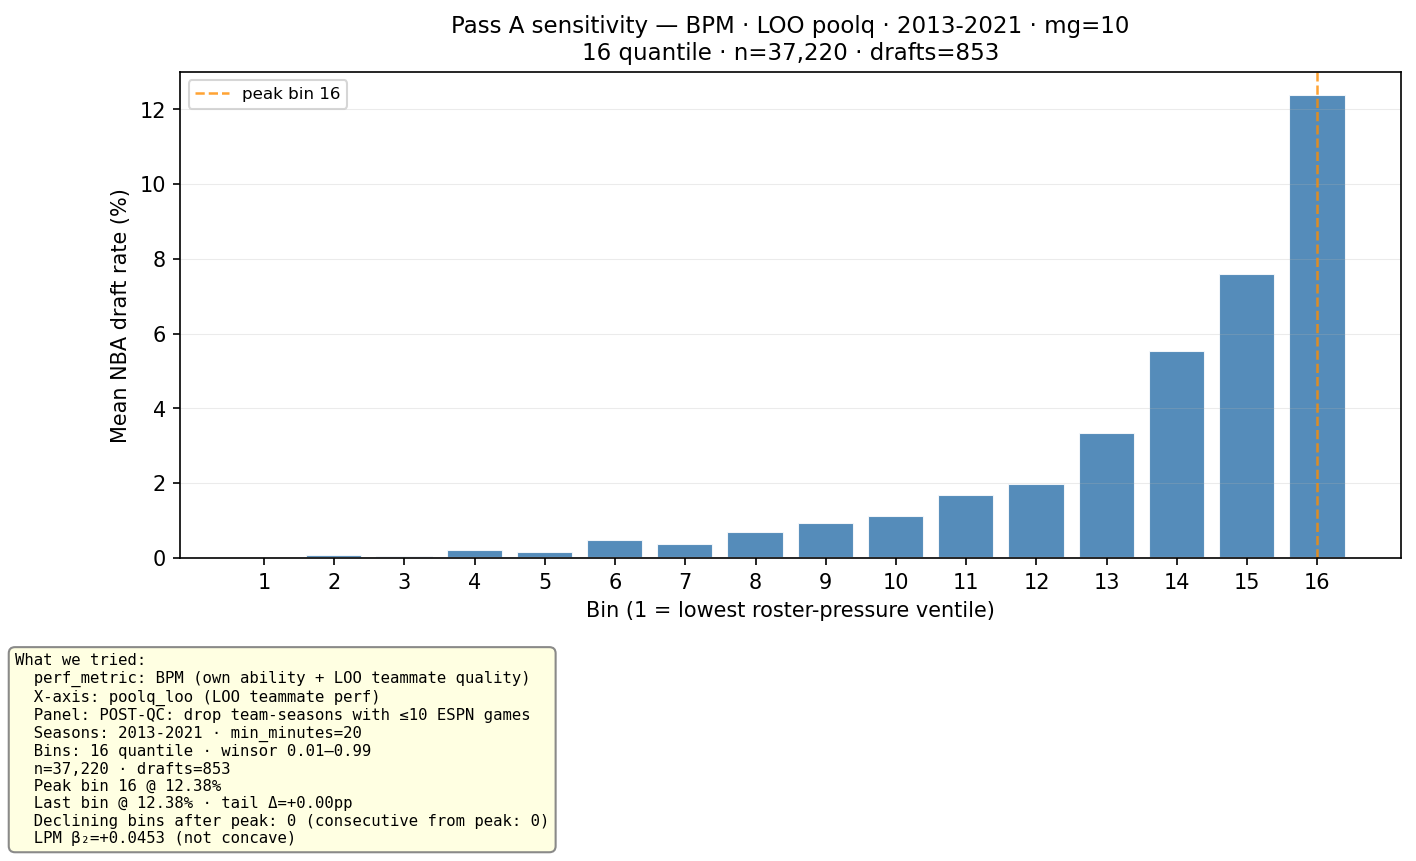 Pass A sensitivity — BPM · LOO poolq · 2013-2021 · mg=10
16 quantile · n=37,220 · drafts=853
peak bin 16
Mean NBA draft rate (%)
12
10
8
6
4
2
0
1 2 3 4 5 6 7 8 9 10 11 12 13 14 15 16
Bin (1 = lowest roster-pressure ventile)
What we tried:
perf_metric: BPM (own ability + LOO teammate quality)
X-axis: poolq_loo (LOO teammate perf)
Panel: POST-QC: drop team-seasons with ≤10 ESPN games
Seasons: 2013-2021 · min_minutes=20
Bins: 16 quantile · winsor 0.01–0.99
n=37,220 · drafts=853
Peak bin 16 @ 12.38%
Last bin @ 12.38% · tail Δ=+0.00pp
Declining bins after peak: 0 (consecutive from peak: 0)
LPM β₂=+0.0453 (not concave)